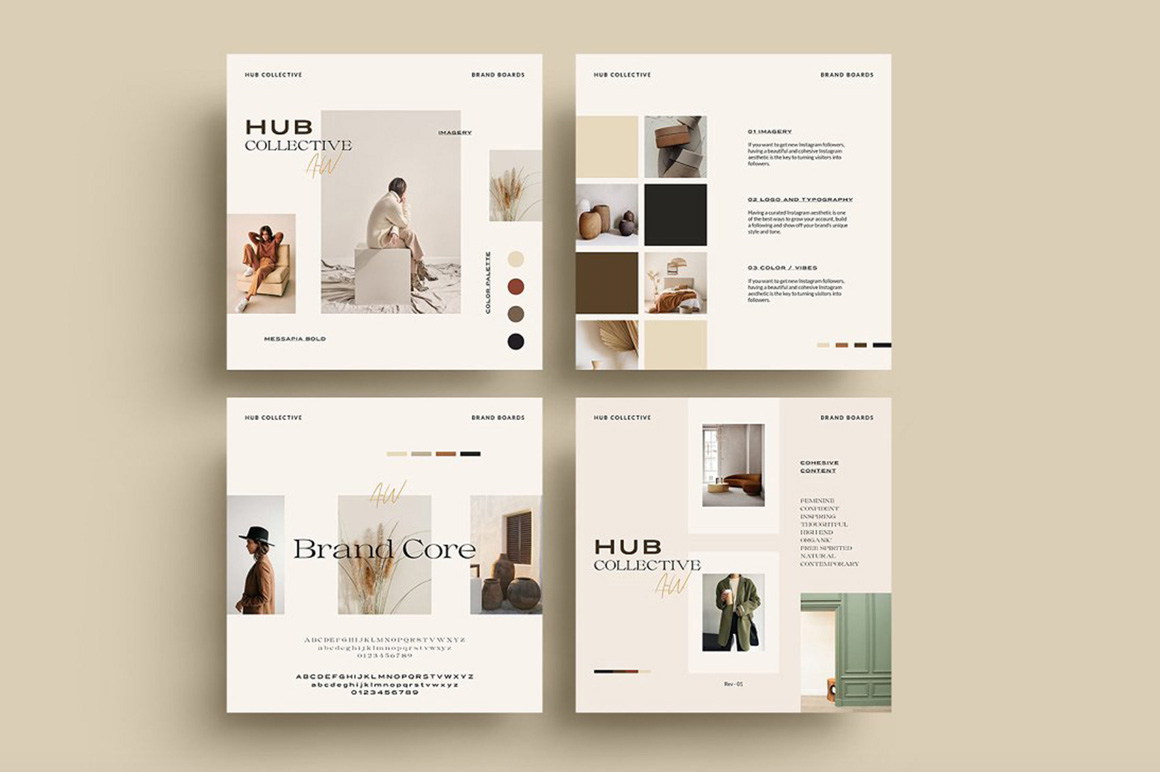 HUB COLLECTIVE
BRAND BOARDS
HUB
COLLECTIVE
AW
IMAGERY
COLOR PALETTE
MESSAPIA BOLD
HUB COLLECTIVE
BRAND BOARDS
01 IMAGERY
If you want to get new Instagram followers,
having a beautiful and cohesive Instagram
aesthetic is the key to turning visitors into
followers.
02 LOGO AND TYPOGRAPHY
Having a curated Instagram aesthetic is one
of the best ways to grow your account, build
a following and show off your brand's unique
style and tone.
03 COLOR / VIBES
If you want to get new Instagram followers,
having a beautiful and cohesive Instagram
aesthetic is the key to turning visitors into
followers.
HUB COLLECTIVE
BRAND BOARDS
AW
Brand Core
ABCDEFGHIJKLMNOPQRSTVWXYZ
abcdefghijklmnopqrstvwxyz
0123456789
ABCDEFGHIJKLMNOPQRSTVWXYZ
abcdefghijklmnopqrstvwxyz
0123456789
HUB COLLECTIVE
BRAND BOARDS
HUB
COLLECTIVE
AW
COHESIVE
CONTENT
FEMININE
CONFIDENT
INSPIRING
THOUGHTFUL
HIGH END
ORGANIC
FREE SPIRITED
NATURAL
CONTEMPORARY
Rev - 01